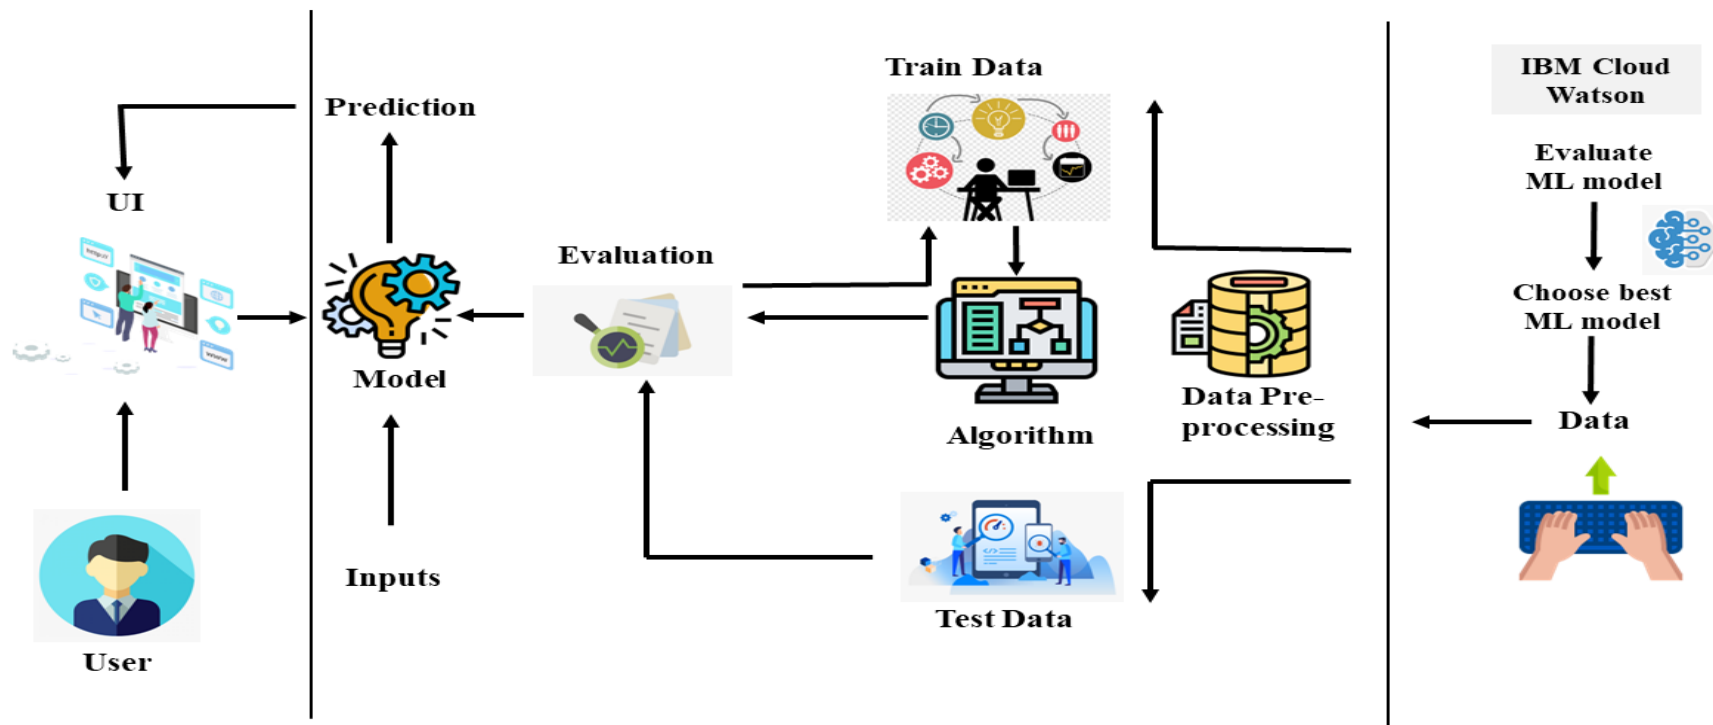 Train Data
IBM Cloud
Watson
Prediction
Evaluate
ML model
UI
Evaluation
Choose best
ML model
Model
Data Pre-
processing
Data
Algorithm
Inputs
Test Data
User